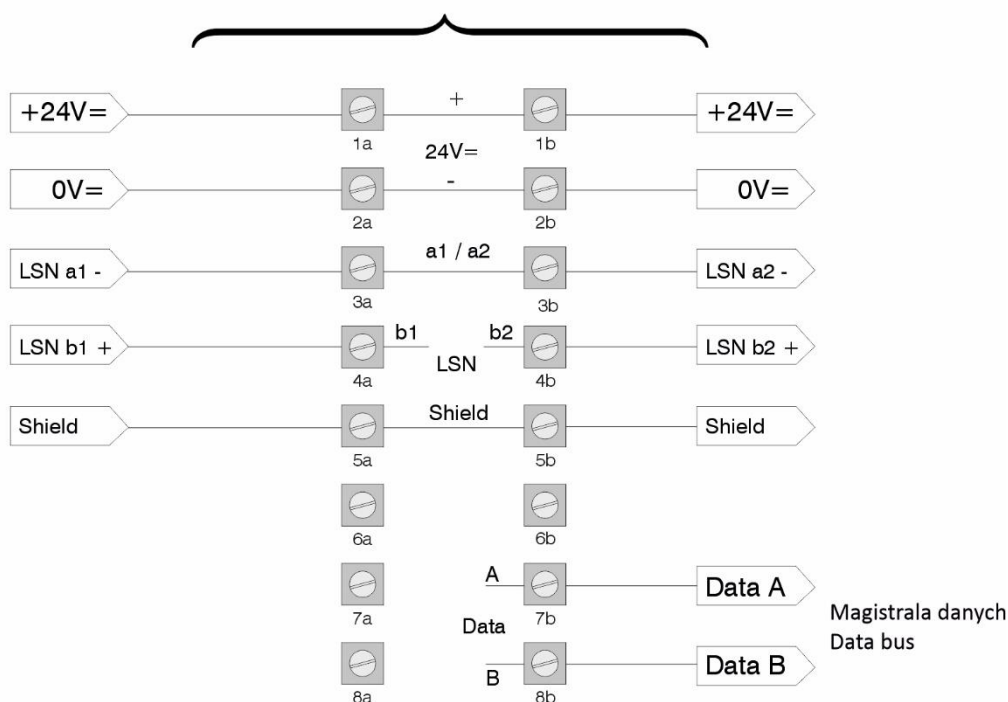 +24V= + +24V=
1a 1b
24V=
0V= - 0V=
2a 2b
LSN a1 - a1 / a2 LSN a2 -
3a 3b
LSN b1 + b1 b2 LSN b2 +
LSN
4a 4b
Shield Shield Shield
5a 5b
6a 6b
A Data A
7a 7b
Magistrala danych
Data
Data bus
B Data B
8a 8b